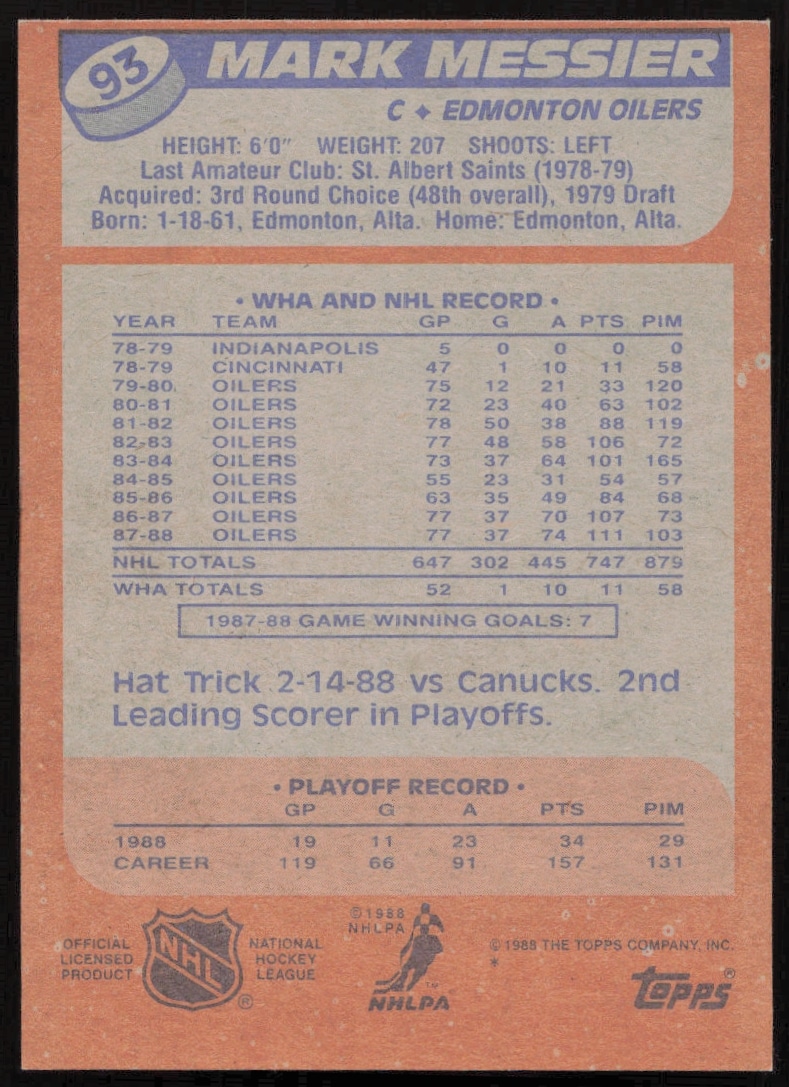 93
MARK MESSIER
C ♦ EDMONTON OILERS
HEIGHT: 6'0" WEIGHT: 207 SHOOTS: LEFT
Last Amateur Club: St. Albert Saints (1978-79)
Acquired: 3rd Round Choice (48th overall), 1979 Draft
Born: 1-18-61, Edmonton, Alta. Home: Edmonton, Alta.
• WHA AND NHL RECORD •
YEAR TEAM GP G A PTS PIM
78-79 INDIANAPOLIS 5 0 0 0 0
78-79 CINCINNATI 47 1 10 11 58
79-80 OILERS 75 12 21 33 120
80-81 OILERS 72 23 40 63 102
81-82 OILERS 78 50 38 88 119
82-83 OILERS 77 48 58 106 72
83-84 OILERS 73 37 64 101 165
84-85 OILERS 55 23 31 54 57
85-86 OILERS 63 35 49 84 68
86-87 OILERS 77 37 70 107 73
87-88 OILERS 77 37 74 111 103
NHL TOTALS 647 302 445 747 879
WHA TOTALS 52 1 10 11 58
1987-88 GAME WINNING GOALS: 7
Hat Trick 2-14-88 vs Canucks. 2nd
Leading Scorer in Playoffs.
• PLAYOFF RECORD •
GP G A PTS PIM
1988 19 11 23 34 29
CAREER 119 66 91 157 131
OFFICIAL
LICENSED
PRODUCT
NHL
®
NATIONAL
HOCKEY
LEAGUE
©1988
NHLPA
™
NHLPA
© 1988 THE TOPPS COMPANY, INC.
*
topps®